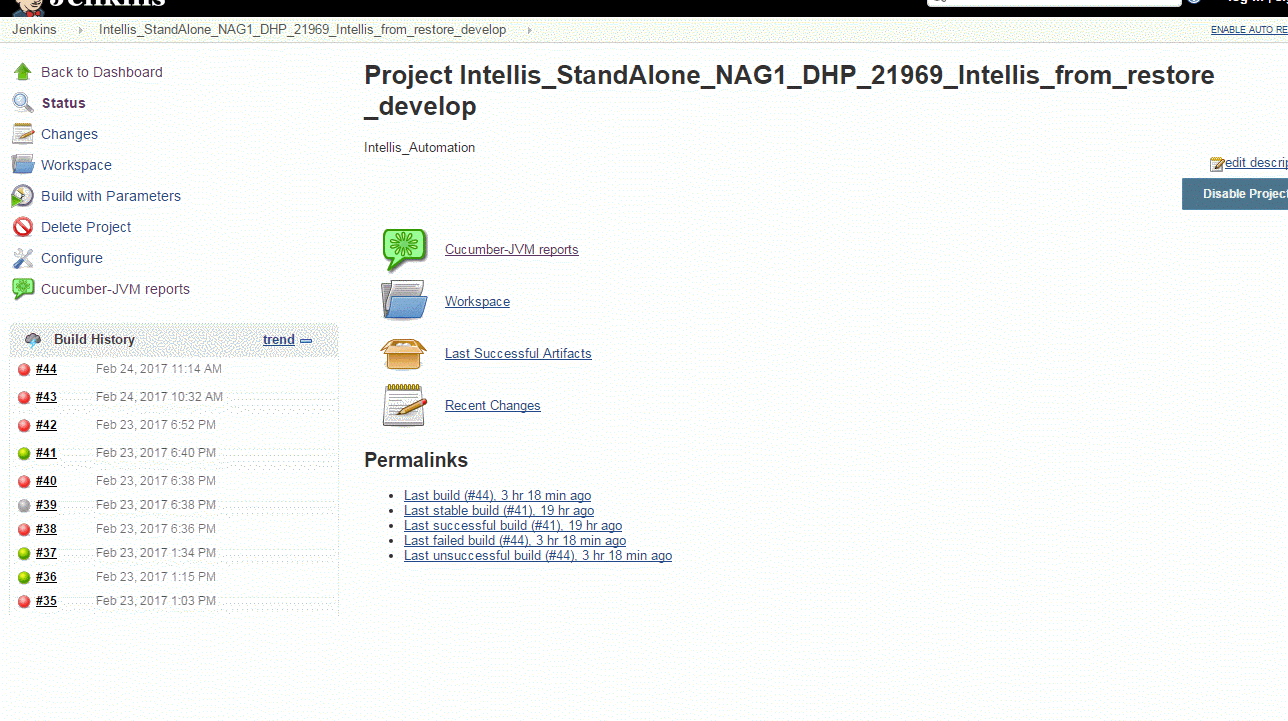 Jenkins
Jenkins Intellis_StandAlone_NAG1_DHP_21969_Intellis_from_restore_develop
ENABLE AUTO RE
Back to Dashboard
Status
Changes
Workspace
Build with Parameters
Delete Project
Configure
Cucumber-JVM reports
Build History trend
#44 Feb 24, 2017 11:14 AM
#43 Feb 24, 2017 10:32 AM
#42 Feb 23, 2017 6:52 PM
#41 Feb 23, 2017 6:40 PM
#40 Feb 23, 2017 6:38 PM
#39 Feb 23, 2017 6:38 PM
#38 Feb 23, 2017 6:36 PM
#37 Feb 23, 2017 1:34 PM
#36 Feb 23, 2017 1:15 PM
#35 Feb 23, 2017 1:03 PM
Project Intellis_StandAlone_NAG1_DHP_21969_Intellis_from_restore
_develop
Intellis_Automation
edit descrip
Disable Project
Cucumber-JVM reports
Workspace
Last Successful Artifacts
Recent Changes
Permalinks
Last build (#44), 3 hr 18 min ago
Last stable build (#41), 19 hr ago
Last successful build (#41), 19 hr ago
Last failed build (#44), 3 hr 18 min ago
Last unsuccessful build (#44), 3 hr 18 min ago